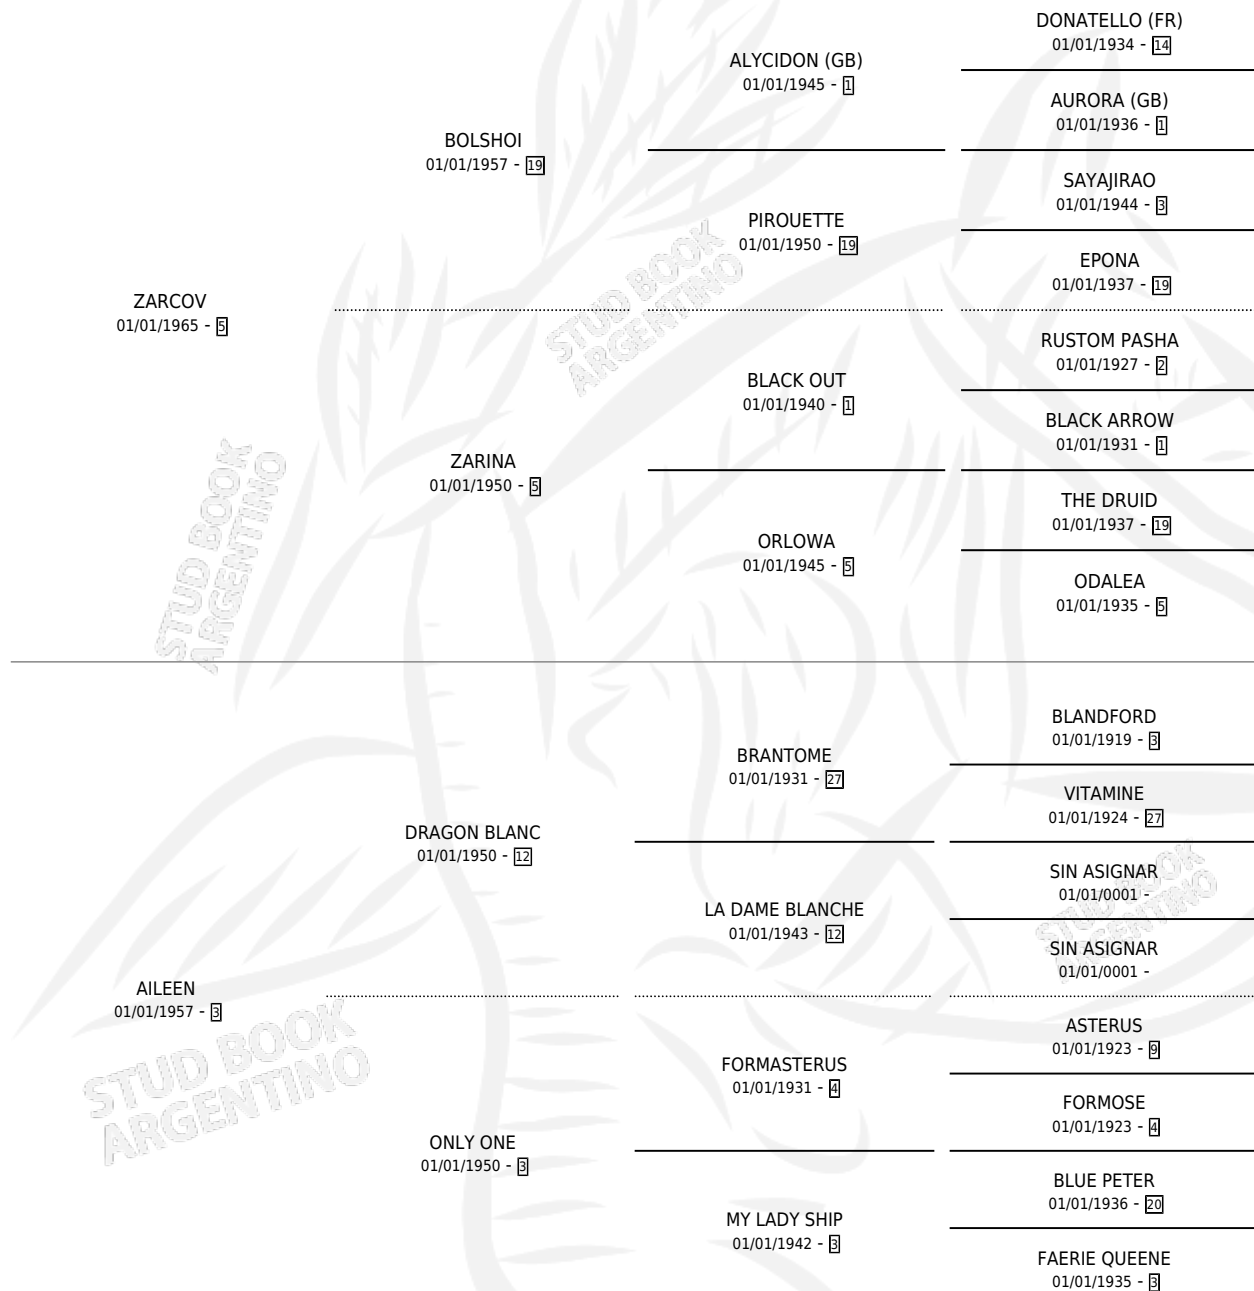 DONATELLO (FR)
01/01/1934 - 14
ALYCIDON (GB)
01/01/1945 - 1
AURORA (GB)
01/01/1936 - 1
BOLSHOI
01/01/1957 - 19
SAYAJIRAO
01/01/1944 - 3
PIROUETTE
01/01/1950 - 19
EPONA
01/01/1937 - 19
ZARCOV
01/01/1965 - 5
RUSTOM PASHA
01/01/1927 - 2
BLACK OUT
01/01/1940 - 1
BLACK ARROW
01/01/1931 - 1
ZARINA
01/01/1950 - 5
THE DRUID
01/01/1937 - 19
ORLOWA
01/01/1945 - 5
ODALEA
01/01/1935 - 5
STUD BOOK
ARGENTINO
STUD BOOK
ARGENTINO
BLANDFORD
01/01/1919 - 3
BRANTOME
01/01/1931 - 27
VITAMINE
01/01/1924 - 27
DRAGON BLANC
01/01/1950 - 12
SIN ASIGNAR
01/01/0001 -
LA DAME BLANCHE
01/01/1943 - 12
SIN ASIGNAR
01/01/0001 -
AILEEN
01/01/1957 - 3
ASTERUS
01/01/1923 - 9
FORMASTERUS
01/01/1931 - 4
FORMOSE
01/01/1923 - 4
ONLY ONE
01/01/1950 - 3
BLUE PETER
01/01/1936 - 20
MY LADY SHIP
01/01/1942 - 3
FAERIE QUEENE
01/01/1935 - 3
STUD BOOK
ARGENTINO
STUD BOOK
ARGENTINO